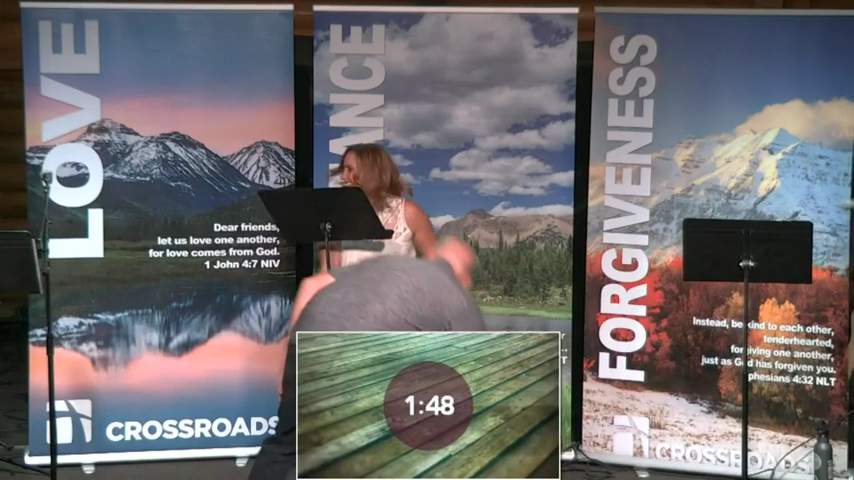 LOVE
Dear friends,
let us love one another,
for love comes from God.
1 John 4:7 NIV
CROSSROADS
FORGIVENESS
Instead, be kind to each other,
tenderhearted,
forgiving one another,
just as God has forgiven you.
phesians 4:32 NLT
CROSSROADS
1:48